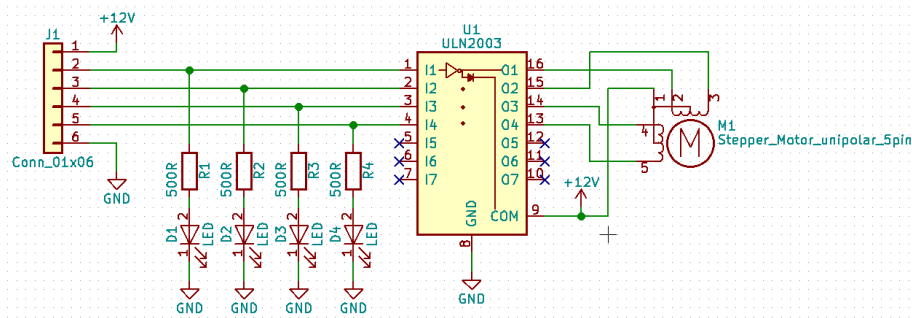 +12V
J1
1
2
3
4
5
6
Conn_01x06
GND
500R
R1
500R
R2
500R
R3
500R
R4
2
D1
LED
1
2
D2
LED
1
2
D3
LED
1
2
D4
LED
1
GND
GND
GND
GND
U1
ULN2003
1 I1 O1 16
2 I2 O2 15
3 I3 O3 14
4 I4 O4 13
5 I5 O5 12
6 I6 O6 11
7 I7 O7 10
COM 9
GND
8
GND
+12V
1
2
3
4
5
M
M1
Stepper_Motor_unipolar_5pin